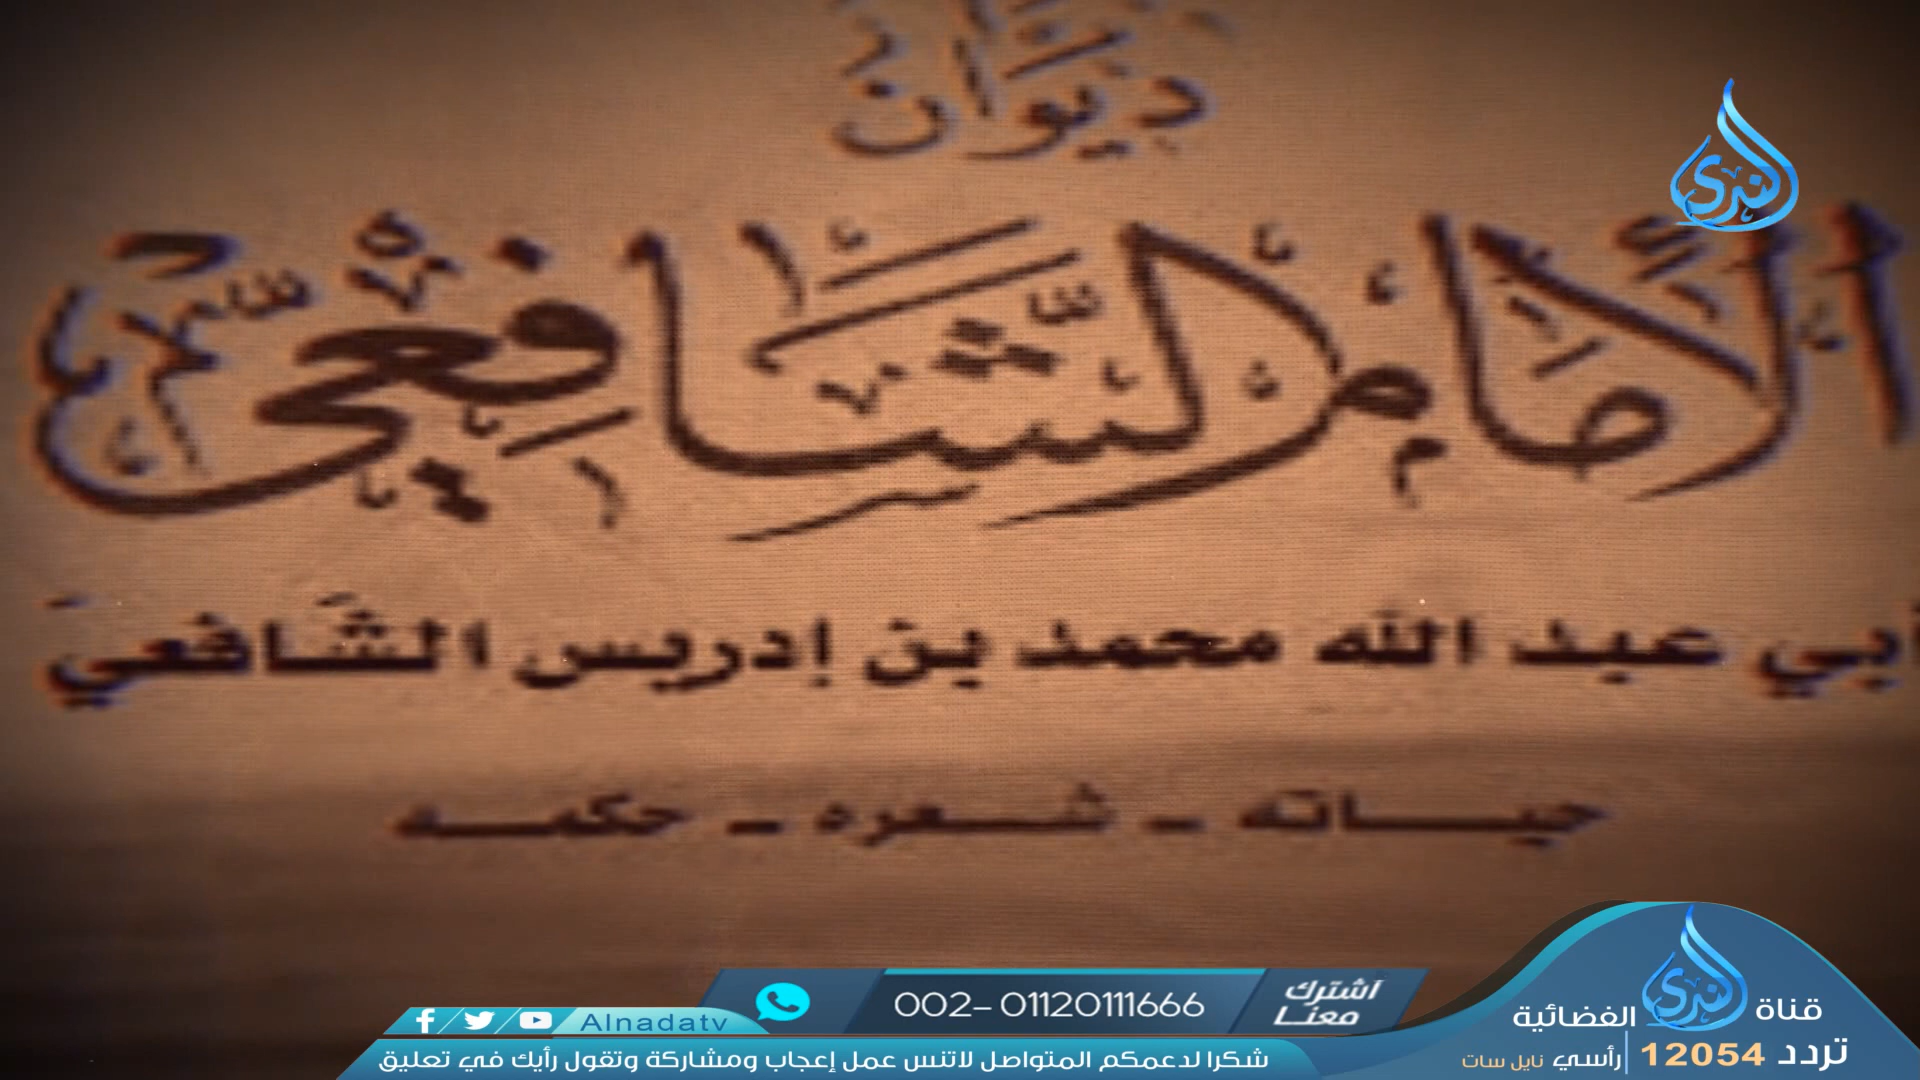 ديوان
الإمام الشافعي
أبي عبد الله محمد بن إدريس الشافعي
حياته - شعره - حكمه
الندى
اشترك معنا
002-01120111666
Alnadatv
شكرا لدعمكم المتواصل لاتنس عمل إعجاب ومشاركة وتقول رأيك في تعليق
قناة الندى الفضائية
تردد 12054 رأسي نايل سات